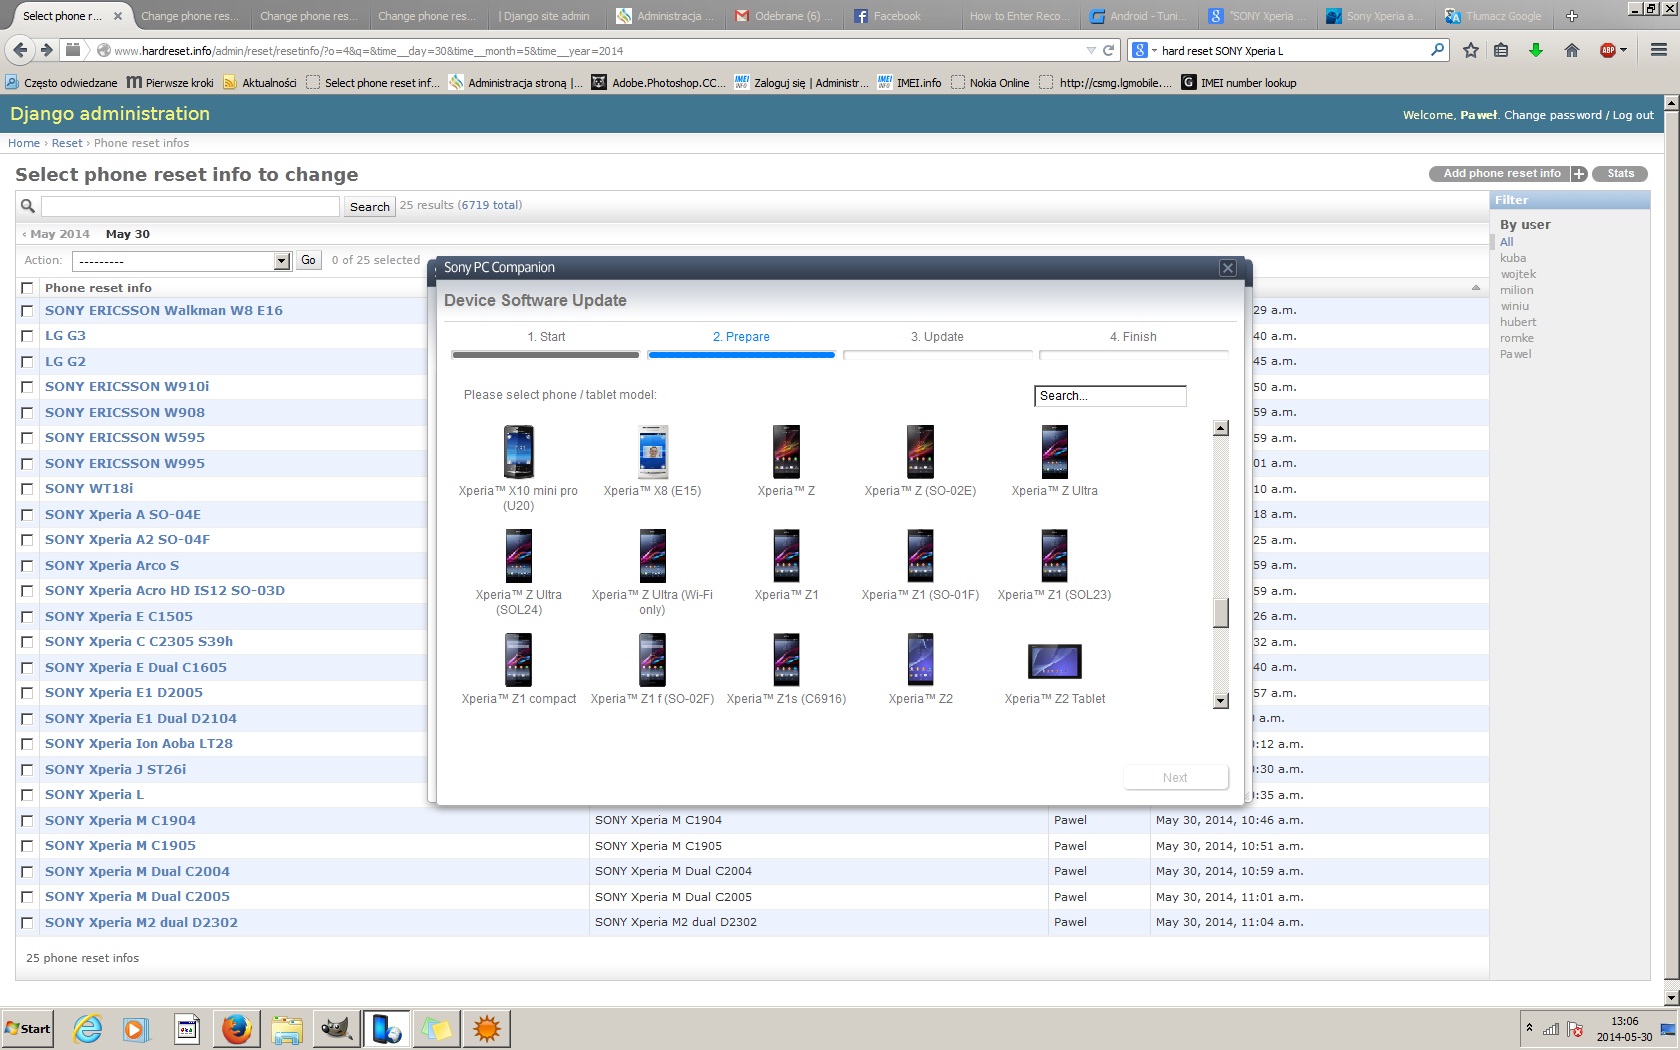 Select phone r...
Change phone res...
Change phone res...
Change phone res...
| Django site admin
Administracja ...
Odebrane (6) ...
Facebook
How to Enter Reco...
Android - Tuni...
"SONY Xperia ...
Sony Xperia a...
Tłumacz Google
www.hardreset.info/admin/reset/resetinfo/?o=4&q=&time__day=30&time__month=5&time__year=2014
hard reset SONY Xperia L
ABP
Często odwiedzane
Pierwsze kroki
Aktualności
Select phone reset inf...
Administracja stroną |...
Adobe.Photoshop.CC...
Zaloguj się | Administr...
IMEI.info
Nokia Online
http://csmg.lgmobile....
IMEI number lookup
Django administration
Welcome, Paweł. Change password / Log out
Home › Reset › Phone reset infos
Select phone reset info to change
Add phone reset info +
Stats
Search
25 results (6719 total)
‹ May 2014 May 30
Action: --------- Go 0 of 25 selected
Phone reset info
SONY ERICSSON Walkman W8 E16
29 a.m.
LG G3
40 a.m.
LG G2
45 a.m.
SONY ERICSSON W910i
50 a.m.
SONY ERICSSON W908
59 a.m.
SONY ERICSSON W595
59 a.m.
SONY ERICSSON W995
01 a.m.
SONY WT18i
10 a.m.
SONY Xperia A SO-04E
18 a.m.
SONY Xperia A2 SO-04F
25 a.m.
SONY Xperia Arco S
59 a.m.
SONY Xperia Acro HD IS12 SO-03D
59 a.m.
SONY Xperia E C1505
26 a.m.
SONY Xperia C C2305 S39h
32 a.m.
SONY Xperia E Dual C1605
40 a.m.
SONY Xperia E1 D2005
57 a.m.
SONY Xperia E1 Dual D2104
a.m.
SONY Xperia Ion Aoba LT28
:12 a.m.
SONY Xperia J ST26i
:30 a.m.
SONY Xperia L
:35 a.m.
SONY Xperia M C1904 SONY Xperia M C1904 Pawel May 30, 2014, 10:46 a.m.
SONY Xperia M C1905 SONY Xperia M C1905 Pawel May 30, 2014, 10:51 a.m.
SONY Xperia M Dual C2004 SONY Xperia M Dual C2004 Pawel May 30, 2014, 10:59 a.m.
SONY Xperia M Dual C2005 SONY Xperia M Dual C2005 Pawel May 30, 2014, 11:01 a.m.
SONY Xperia M2 dual D2302 SONY Xperia M2 dual D2302 Pawel May 30, 2014, 11:04 a.m.
25 phone reset infos
Filter
By user
All
kuba
wojtek
milion
winiu
hubert
romke
Pawel
Sony PC Companion
Device Software Update
1. Start
2. Prepare
3. Update
4. Finish
Please select phone / tablet model:
Search...
Xperia™ X10 mini pro
(U20)
Xperia™ X8 (E15)
Xperia™ Z
Xperia™ Z (SO-02E)
Xperia™ Z Ultra
Xperia™ Z Ultra
(SOL24)
Xperia™ Z Ultra (Wi-Fi
only)
Xperia™ Z1
Xperia™ Z1 (SO-01F)
Xperia™ Z1 (SOL23)
Xperia™ Z1 compact
Xperia™ Z1 f (SO-02F)
Xperia™ Z1s (C6916)
Xperia™ Z2
Xperia™ Z2 Tablet
Next
Start
13:06
2014-05-30